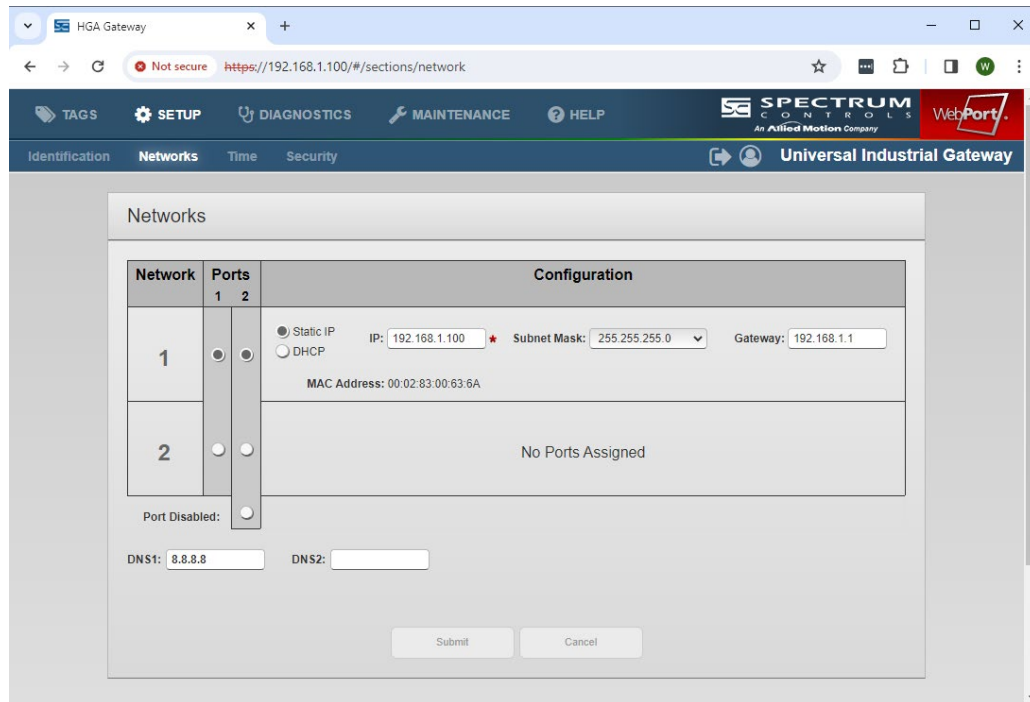 HGA Gateway
Not secure https://192.168.1.100/#/sections/network
W
TAGS SETUP DIAGNOSTICS MAINTENANCE HELP
SPECTRUM
CONTROLS
An Allied Motion Company
WebPort
Identification Networks Time Security
Universal Industrial Gateway
Networks
Network Ports Configuration
1 2
1
Static IP
DHCP
IP: 192.168.1.100 * Subnet Mask: 255.255.255.0 Gateway: 192.168.1.1
MAC Address: 00:02:83:00:63:6A
2
No Ports Assigned
Port Disabled:
DNS1: 8.8.8.8 DNS2:
Submit Cancel